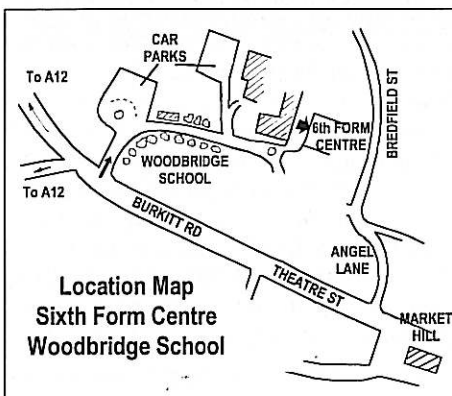 CAR
PARKS
To A12
6th FORM
CENTRE
BREDFIELD ST
WOODBRIDGE
SCHOOL
To A12
BURKITT RD
ANGEL
LANE
THEATRE ST
MARKET
HILL
Location Map
Sixth Form Centre
Woodbridge School